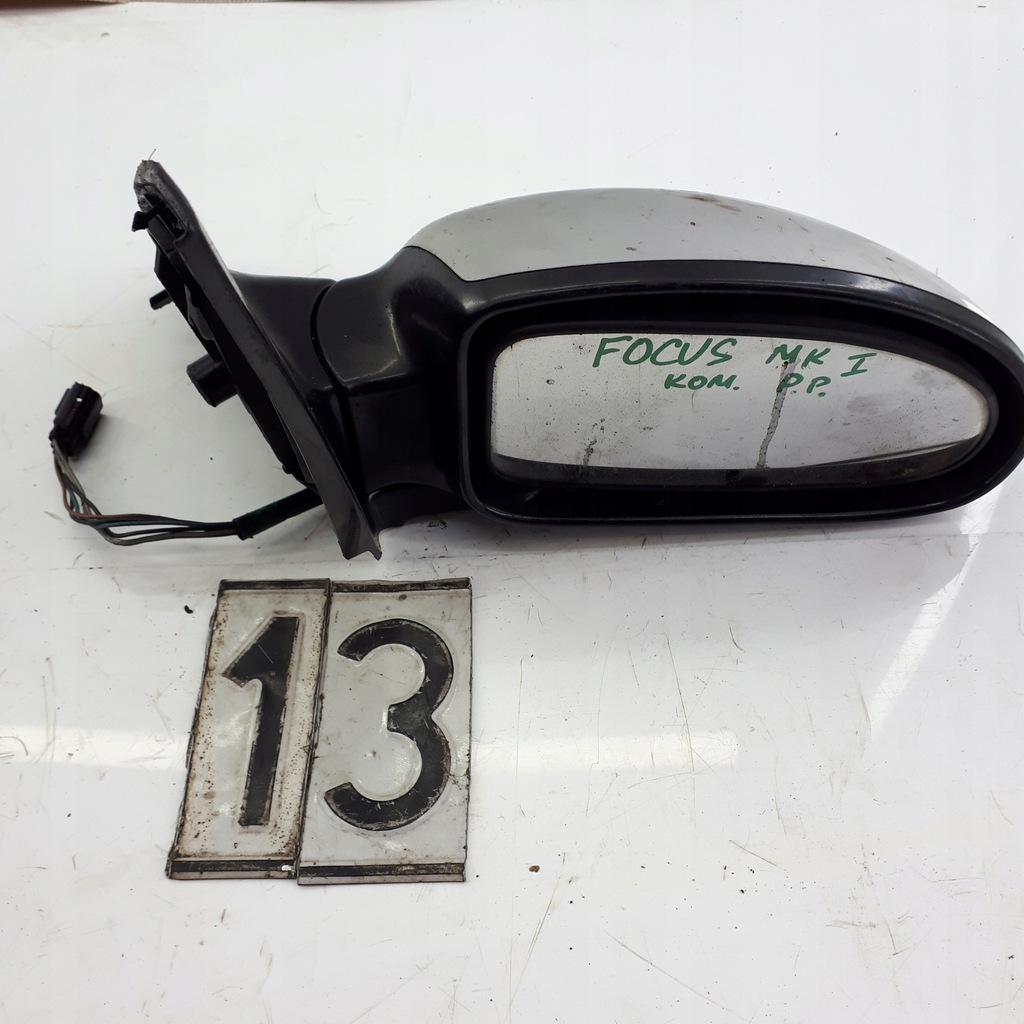 FOCUS MK I
KOM. P.P.
13